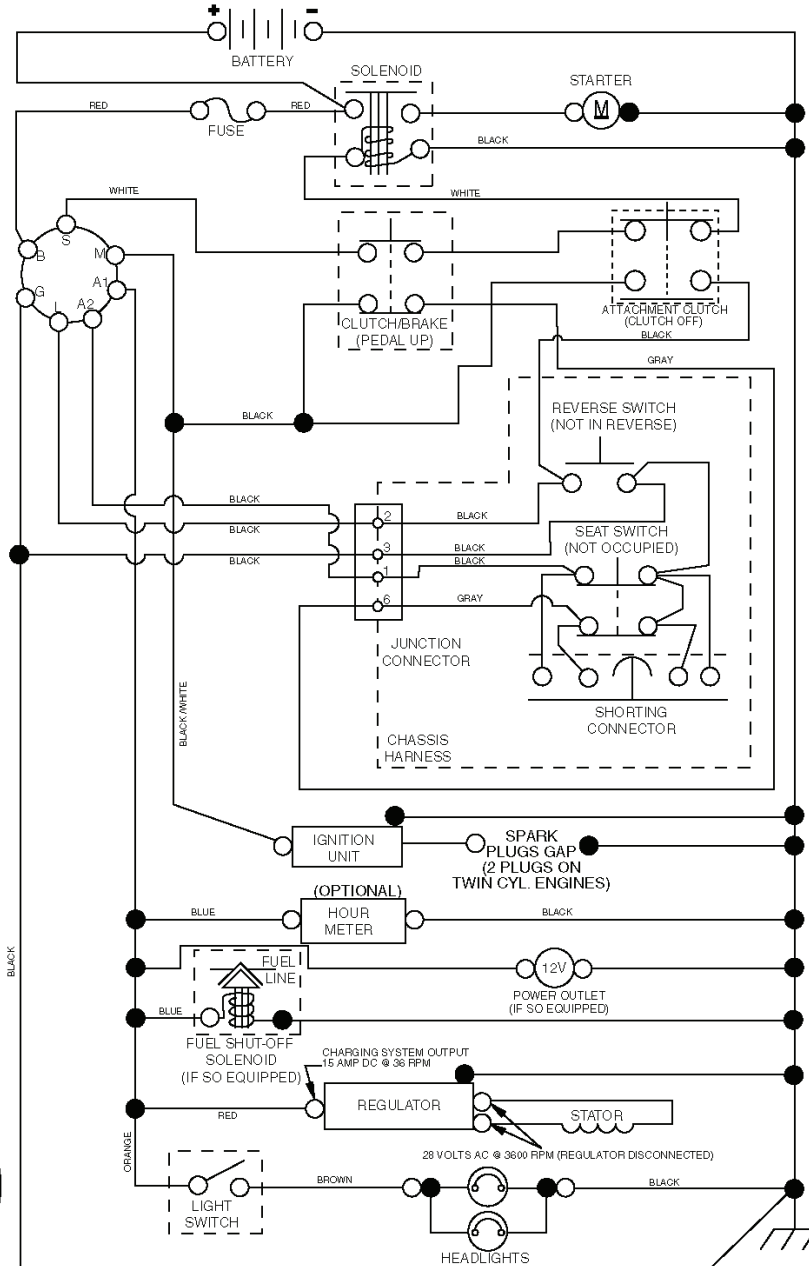 + -
BATTERY
SOLENOID
STARTER
RED
RED
FUSE
M
BLACK
WHITE
WHITE
S
B
M
G
A1
L
A2
CLUTCH/BRAKE
(PEDAL UP)
ATTACHMENT CLUTCH
(CLUTCH OFF)
BLACK
GRAY
BLACK
REVERSE SWITCH
(NOT IN REVERSE)
BLACK
2
BLACK
BLACK
SEAT SWITCH
(NOT OCCUPIED)
3
BLACK
BLACK
1
BLACK
6
GRAY
JUNCTION
CONNECTOR
SHORTING
CONNECTOR
CHASSIS
HARNESS
BLACK/WHITE
IGNITION
UNIT
SPARK
PLUGS GAP
(2 PLUGS ON
TWIN CYL. ENGINES)
(OPTIONAL)
BLUE
HOUR
METER
BLACK
BLACK
FUEL
LINE
12V
POWER OUTLET
(IF SO EQUIPPED)
BLUE
FUEL SHUT-OFF
SOLENOID
(IF SO EQUIPPED)
CHARGING SYSTEM OUTPUT
15 AMP DC @ 36 RPM
REGULATOR
RED
STATOR
28 VOLTS AC @ 3600 RPM (REGULATOR DISCONNECTED)
ORANGE
BROWN
BLACK
LIGHT
SWITCH
HEADLIGHTS